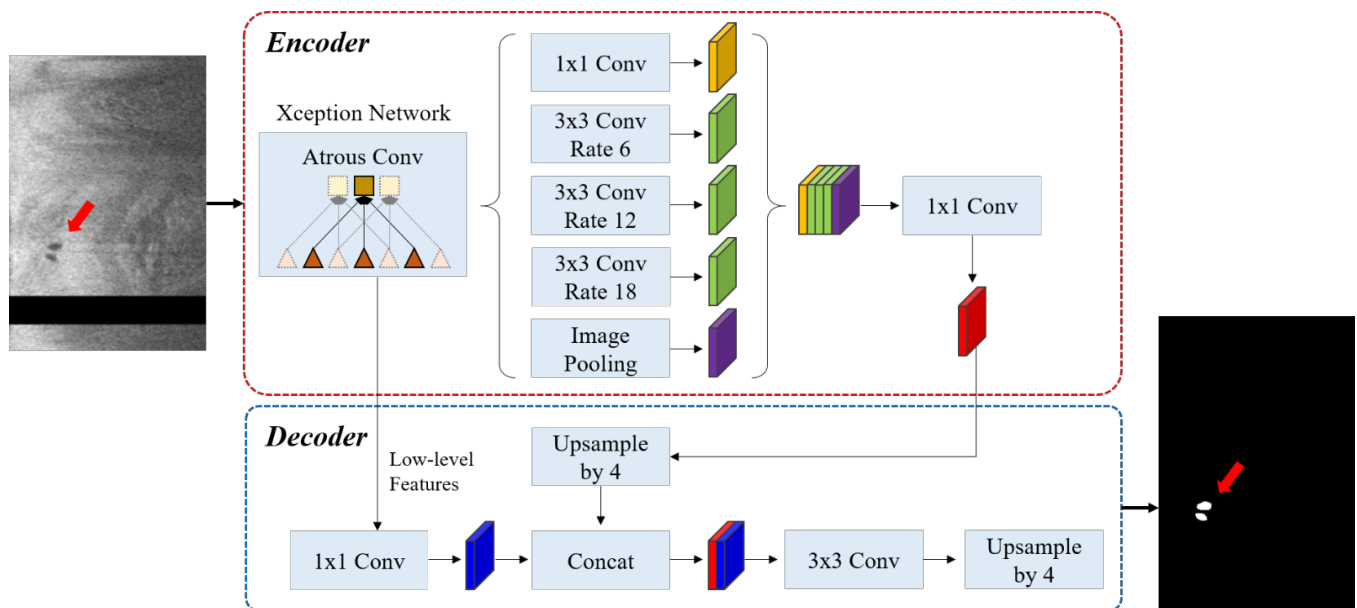 Encoder
Xception Network
Atrous Conv
1x1 Conv
3x3 Conv
Rate 6
3x3 Conv
Rate 12
3x3 Conv
Rate 18
Image
Pooling
1x1 Conv
Decoder
Low-level
Features
Upsample
by 4
1x1 Conv
Concat
3x3 Conv
Upsample
by 4